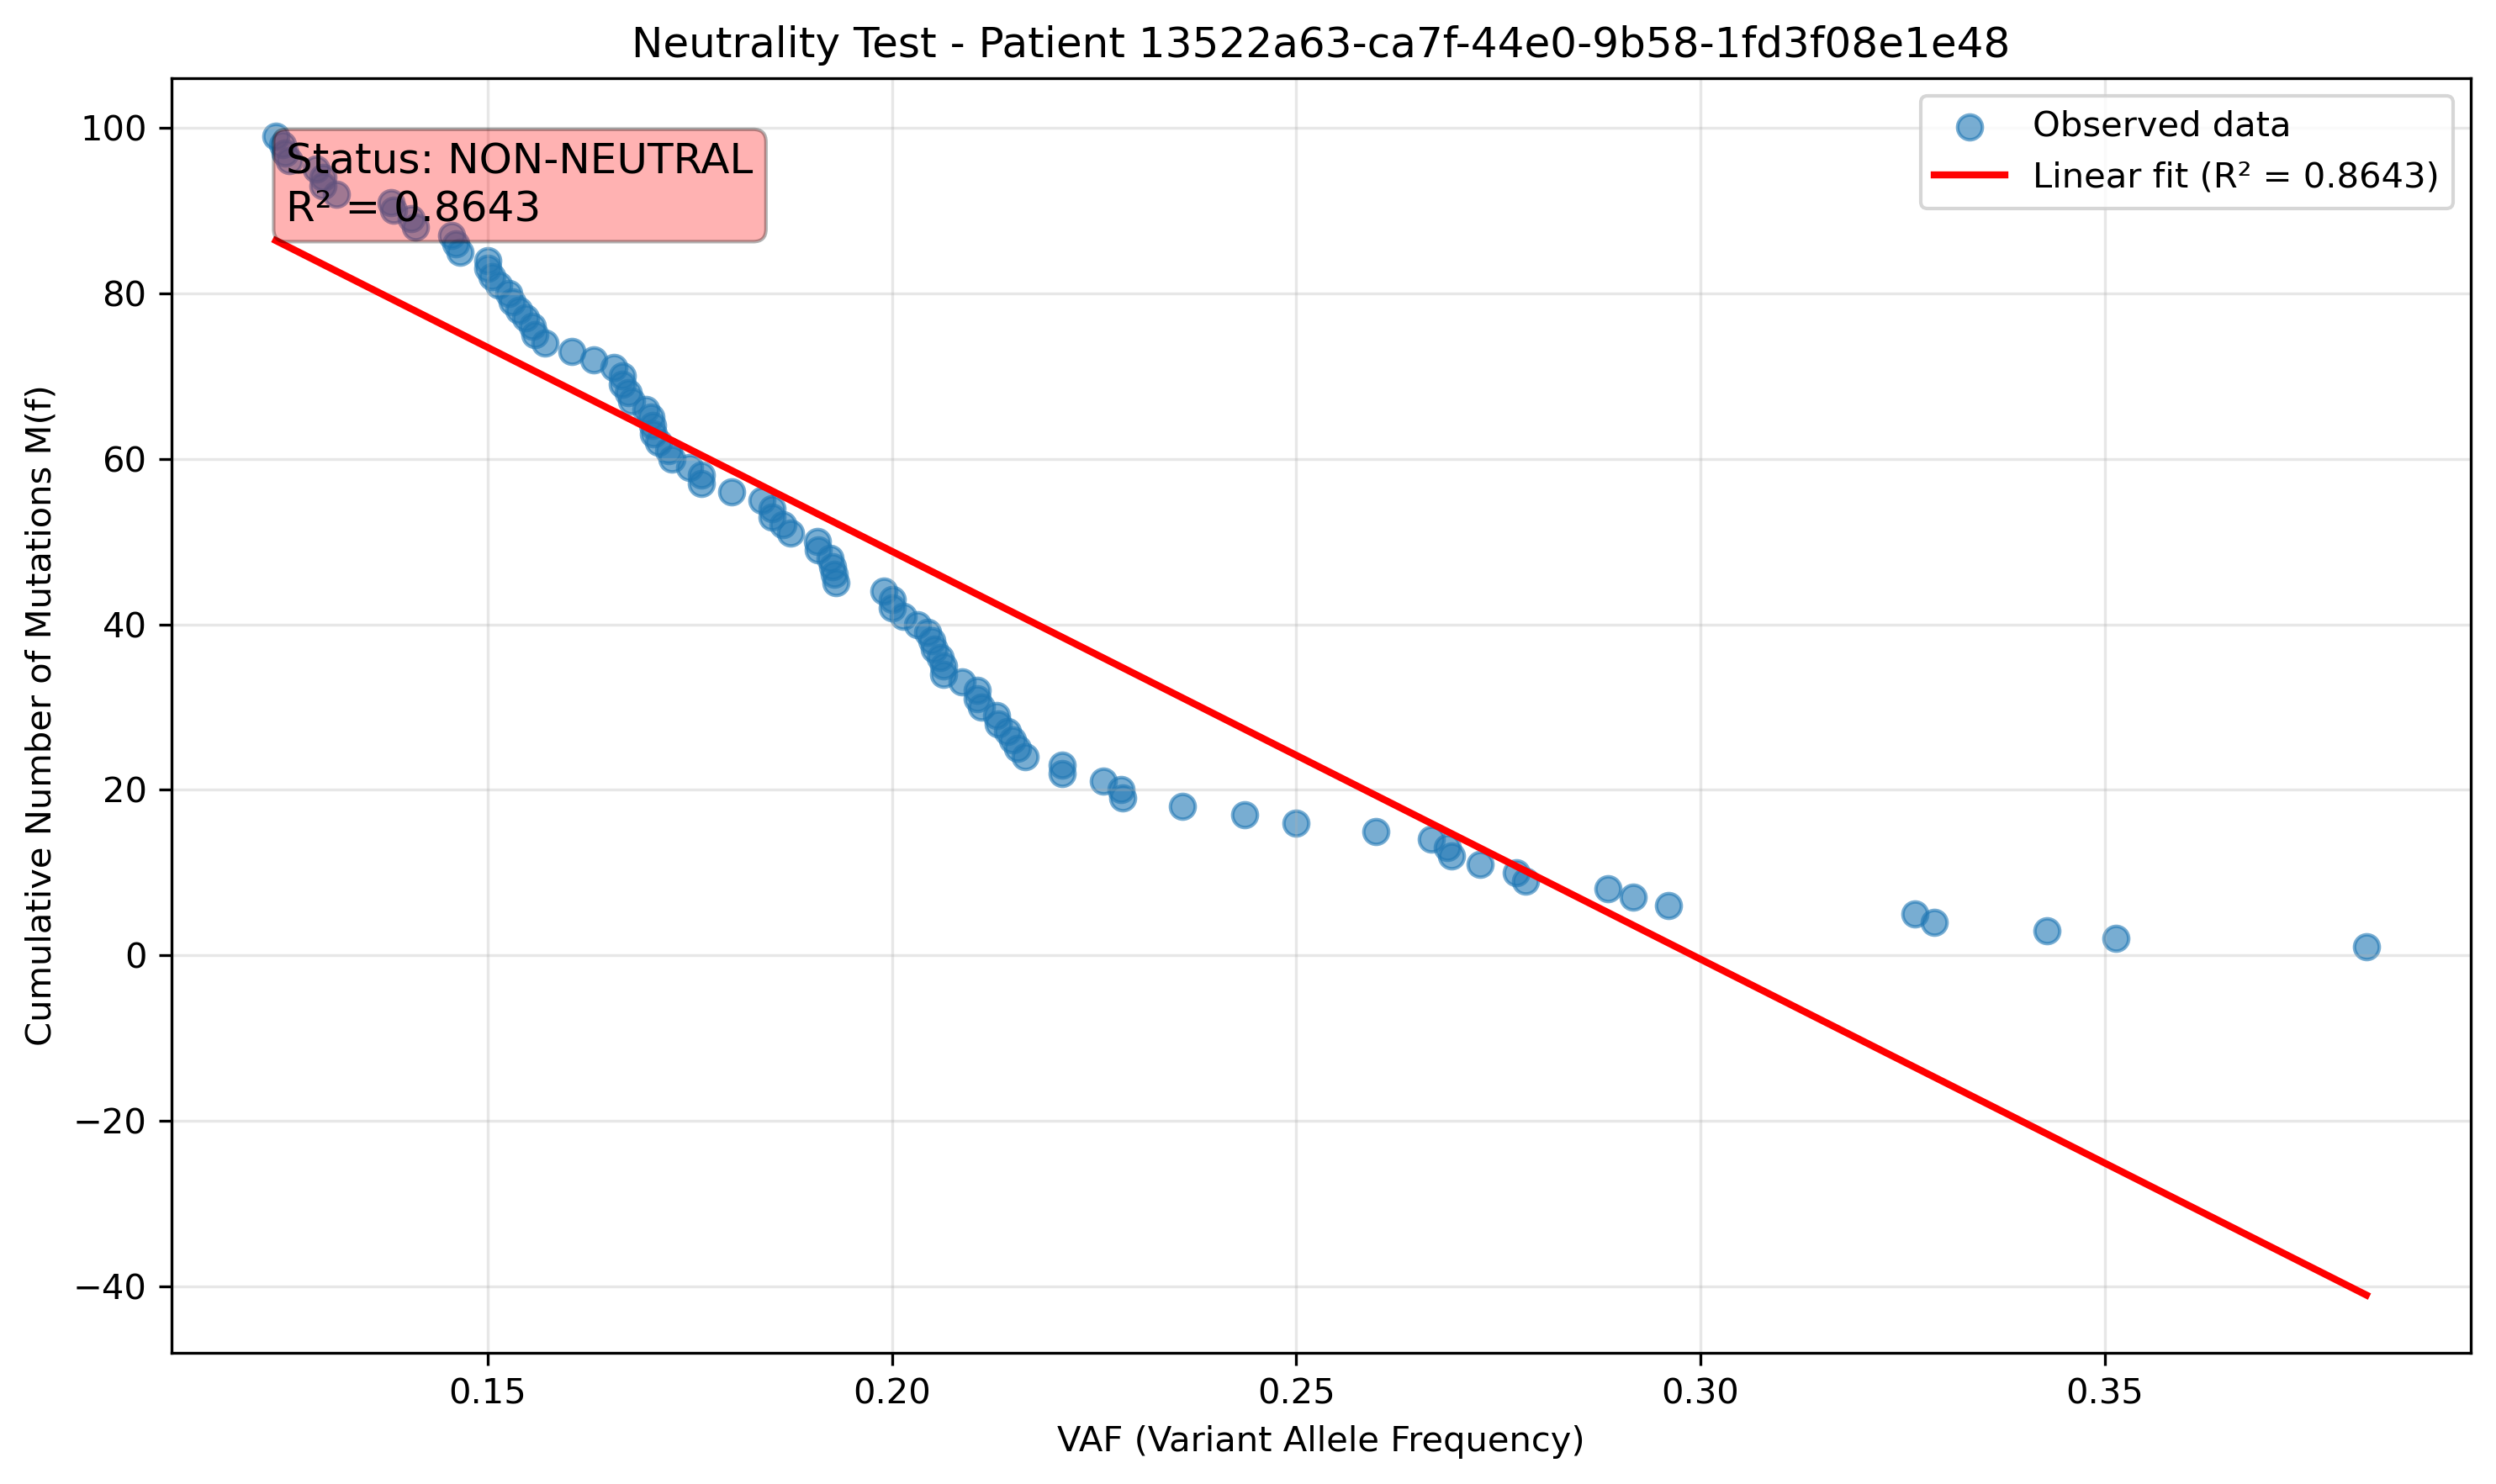 Neutrality Test - Patient 13522a63-ca7f-44e0-9b58-1fd3f08e1e48
Status: NON-NEUTRAL
R² = 0.8643
Observed data
Linear fit (R² = 0.8643)
Cumulative Number of Mutations M(f)
100
80
60
40
20
0
−20
−40
0.15
0.20
0.25
0.30
0.35
VAF (Variant Allele Frequency)